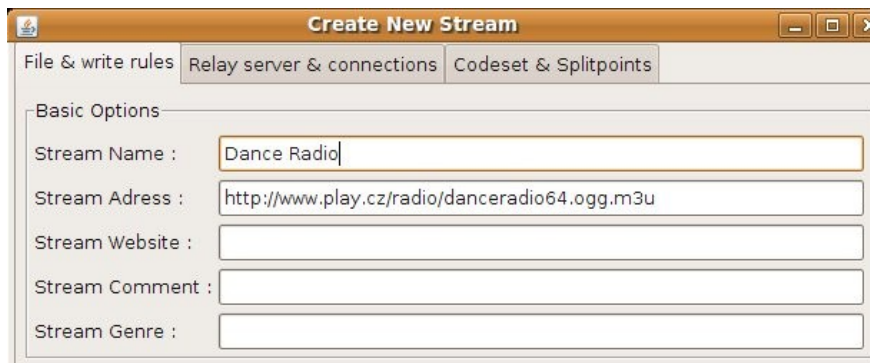 Create New Stream
File & write rules Relay server & connections Codeset & Splitpoints
Basic Options
Stream Name : Dance Radio
Stream Adress : http://www.play.cz/radio/danceradio64.ogg.m3u
Stream Website :
Stream Comment :
Stream Genre :